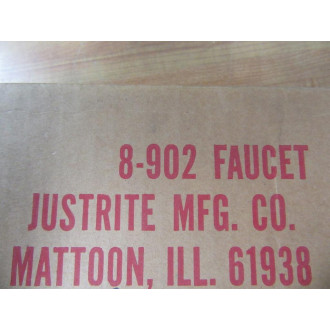 8-902 FAUCET
JUSTRITE MFG. CO.
MATTOON, ILL. 61938